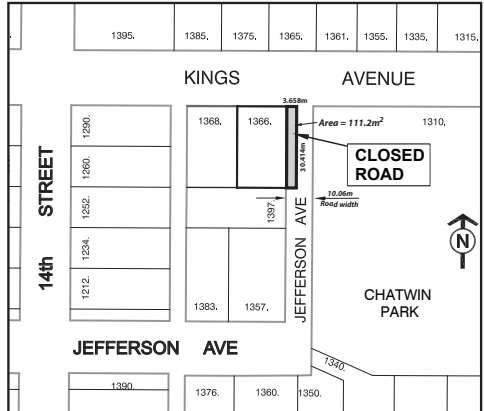 1395.
1385.
1375.
1365.
1361.
1355.
1335.
1315.
KINGS AVENUE
3.658m
1290.
1368.
1366.
Area = 111.2m²
1310.
30.414m
CLOSED
ROAD
1260.
14th STREET
1252.
1397.
10.06m
Road width
JEFFERSON AVE
N
1234.
1212.
1383.
1357.
CHATWIN
PARK
JEFFERSON AVE
1340.
1390.
1376.
1360.
1350.